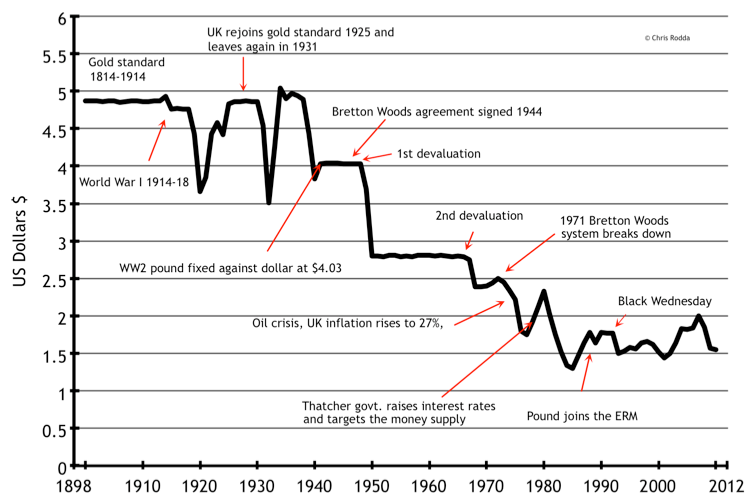 6
5.5
5
4.5
4
3.5
3
2.5
2
1.5
1
0.5
0
US Dollars $
© Chris Rodda
UK rejoins gold standard 1925 and
leaves again in 1931
Gold standard
1814-1914
World War I 1914-18
Bretton Woods agreement signed 1944
1st devaluation
WW2 pound fixed against dollar at $4.03
2nd devaluation
1971 Bretton Woods
system breaks down
Oil crisis, UK inflation rises to 27%,
Black Wednesday
Thatcher govt. raises interest rates
and targets the money supply
Pound joins the ERM
1898 1910 1920 1930 1940 1950 1960 1970 1980 1990 2000 2012